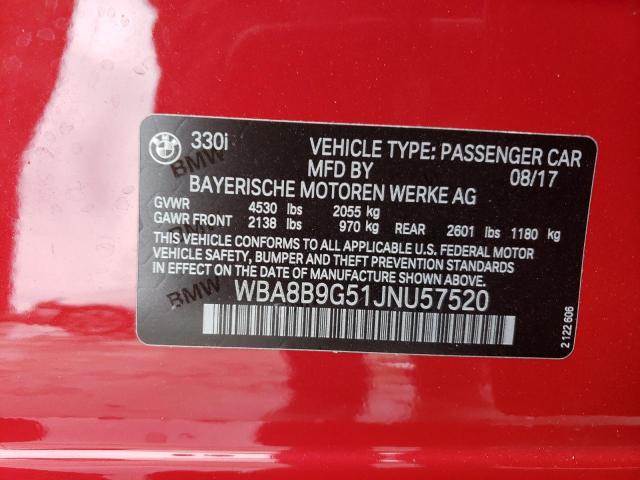 330i
VEHICLE TYPE: PASSENGER CAR
MFD BY 08/17
BAYERISCHE MOTOREN WERKE AG
GVWR 4530 lbs 2055 kg
GAWR FRONT 2138 lbs 970 kg REAR 2601 lbs 1180 kg
THIS VEHICLE CONFORMS TO ALL APPLICABLE U.S. FEDERAL MOTOR
VEHICLE SAFETY, BUMPER AND THEFT PREVENTION STANDARDS
IN EFFECT ON THE DATE OF MANUFACTURE SHOWN ABOVE.
WBA8B9G51JNU57520
2 122 606
BMW
BMW
BMW